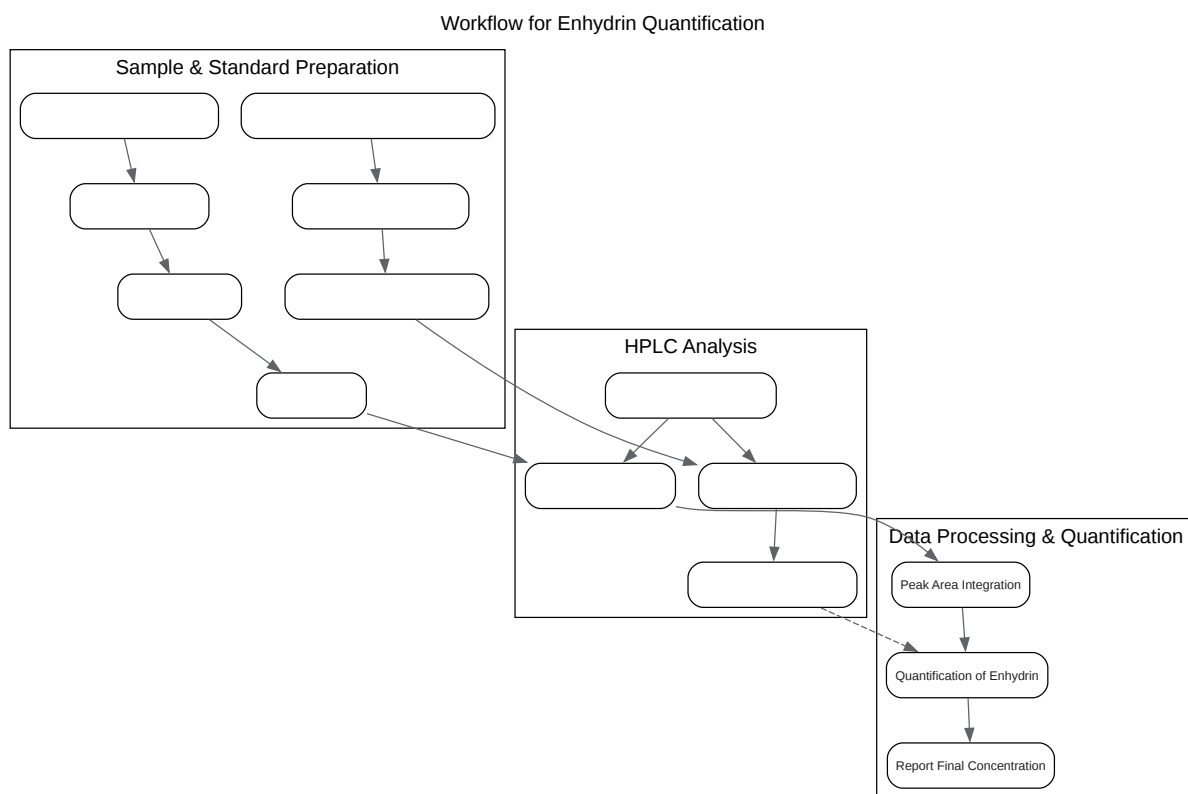 Workflow for Enhydrin Quantification
Sample & Standard Preparation
HPLC Analysis
Data Processing & Quantification
Peak Area Integration
Quantification of Enhydrin
Report Final Concentration